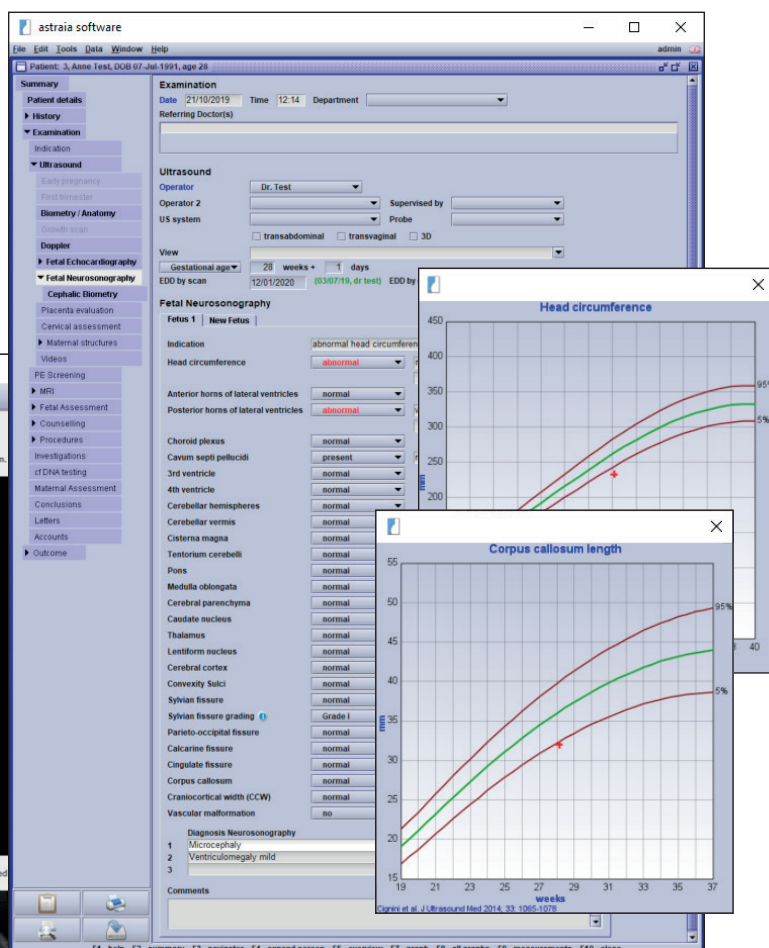 astraia software
File Edit Tools Data Window Help admin
Patient: 3, Anne Test, DOB 07-Jul-1991, age 28
Summary
Patient details
History
Examination
Indication
Ultrasound
Early pregnancy
First trimester
Biometry / Anatomy
Growth scan
Doppler
Fetal Echocardiography
Fetal Neurosonography
Cephalic Biometry
Placenta evaluation
Cervical assessment
Maternal structures
Videos
PE Screening
MRI
Fetal Assessment
Counselling
Procedures
Investigations
cf DNA testing
Maternal Assessment
Conclusions
Letters
Accounts
Outcome
Examination
Date 21/10/2019 Time 12:14 Department
Referring Doctor(s)
Ultrasound
Operator Dr. Test
Operator 2 Supervised by
US system Probe
transabdominal transvaginal 3D
View
Gestational age 28 weeks + 1 days
EDD by scan 12/01/2020 (03/07/19, dr test) EDD by
Fetal Neurosonography
Fetus 1 New Fetus
Indication abnormal head circumferen
Head circumference abnormal
Anterior horns of lateral ventricles normal
Posterior horns of lateral ventricles abnormal
Choroid plexus normal
Cavum septi pellucidi present
3rd ventricle normal
4th ventricle normal
Cerebellar hemispheres normal
Cerebellar vermis normal
Cisterna magna normal
Tentorium cerebelli normal
Pons normal
Medulla oblongata normal
Cerebral parenchyma normal
Caudate nucleus normal
Thalamus normal
Lentiform nucleus normal
Cerebral cortex normal
Convexity Sulci normal
Sylvian fissure normal
Sylvian fissure grading Grade I
Parieto-occipital fissure normal
Calcarine fissure normal
Cingulate fissure normal
Corpus callosum normal
Craniocortical width (CCW) normal
Vascular malformation no
Diagnosis Neurosonography
1 Microcephaly
2 Ventriculomegaly mild
3
Comments
Head circumference
450
400
350
300
250
200
mm
95%
5%
40
Corpus callosum length
55
50
45
40
35
30
25
20
15
mm
95%
5%
19 21 23 25 27 29 31 33 35 37
weeks
Cignini et al. J Ultrasound Med 2014; 33: 1065-1078